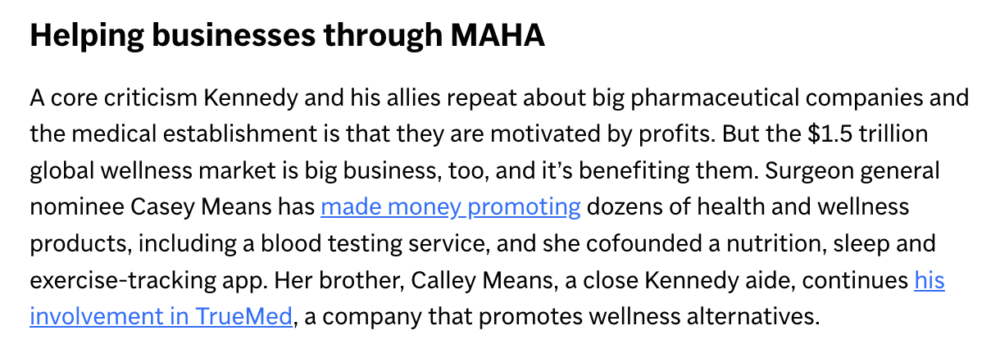 Helping businesses through MAHA
A core criticism Kennedy and his allies repeat about big pharmaceutical companies and
the medical establishment is that they are motivated by profits. But the $1.5 trillion
global wellness market is big business, too, and it’s benefiting them. Surgeon general
nominee Casey Means has made money promoting dozens of health and wellness
products, including a blood testing service, and she cofounded a nutrition, sleep and
exercise-tracking app. Her brother, Calley Means, a close Kennedy aide, continues his
involvement in TrueMed, a company that promotes wellness alternatives.